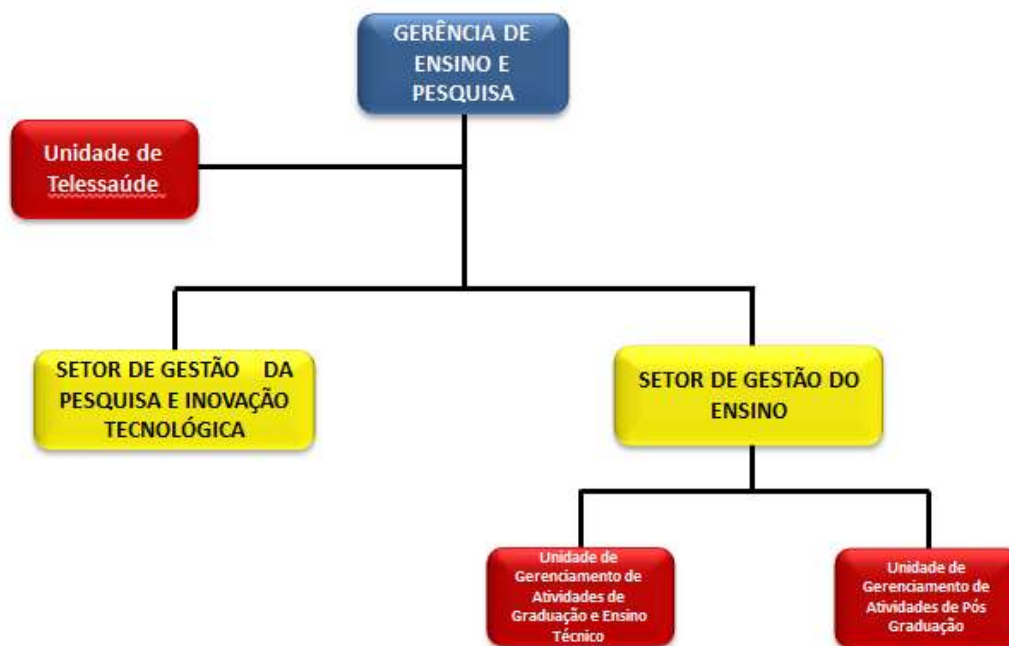 GERÊNCIA DE
ENSINO E
PESQUISA
Unidade de
Telessaúde
SETOR DE GESTÃO DA
PESQUISA E INOVAÇÃO
TECNOLÓGICA
SETOR DE GESTÃO DO
ENSINO
Unidade de
Gerenciamento de
Atividades de
Graduação e Ensino
Técnico
Unidade de
Gerenciamento de
Atividades de Pós
Graduação